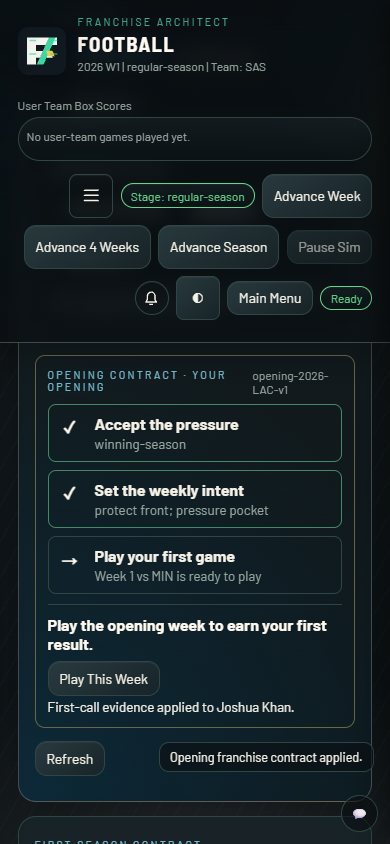 FRANCHISE ARCHITECT
FOOTBALL
2026 W1 | regular-season | Team: SAS
User Team Box Scores
No user-team games played yet.
Stage: regular-season
Advance Week
Advance 4 Weeks
Advance Season
Pause Sim
Main Menu
Ready
OPENING CONTRACT · YOUR
OPENING
opening-2026-
LAC-v1
✓ Accept the pressure
winning-season
✓ Set the weekly intent
protect front; pressure pocket
→ Play your first game
Week 1 vs MIN is ready to play
Play the opening week to earn your first
result.
Play This Week
First-call evidence applied to Joshua Khan.
Refresh
Opening franchise contract applied.
FIRST SEASON CONTRACT